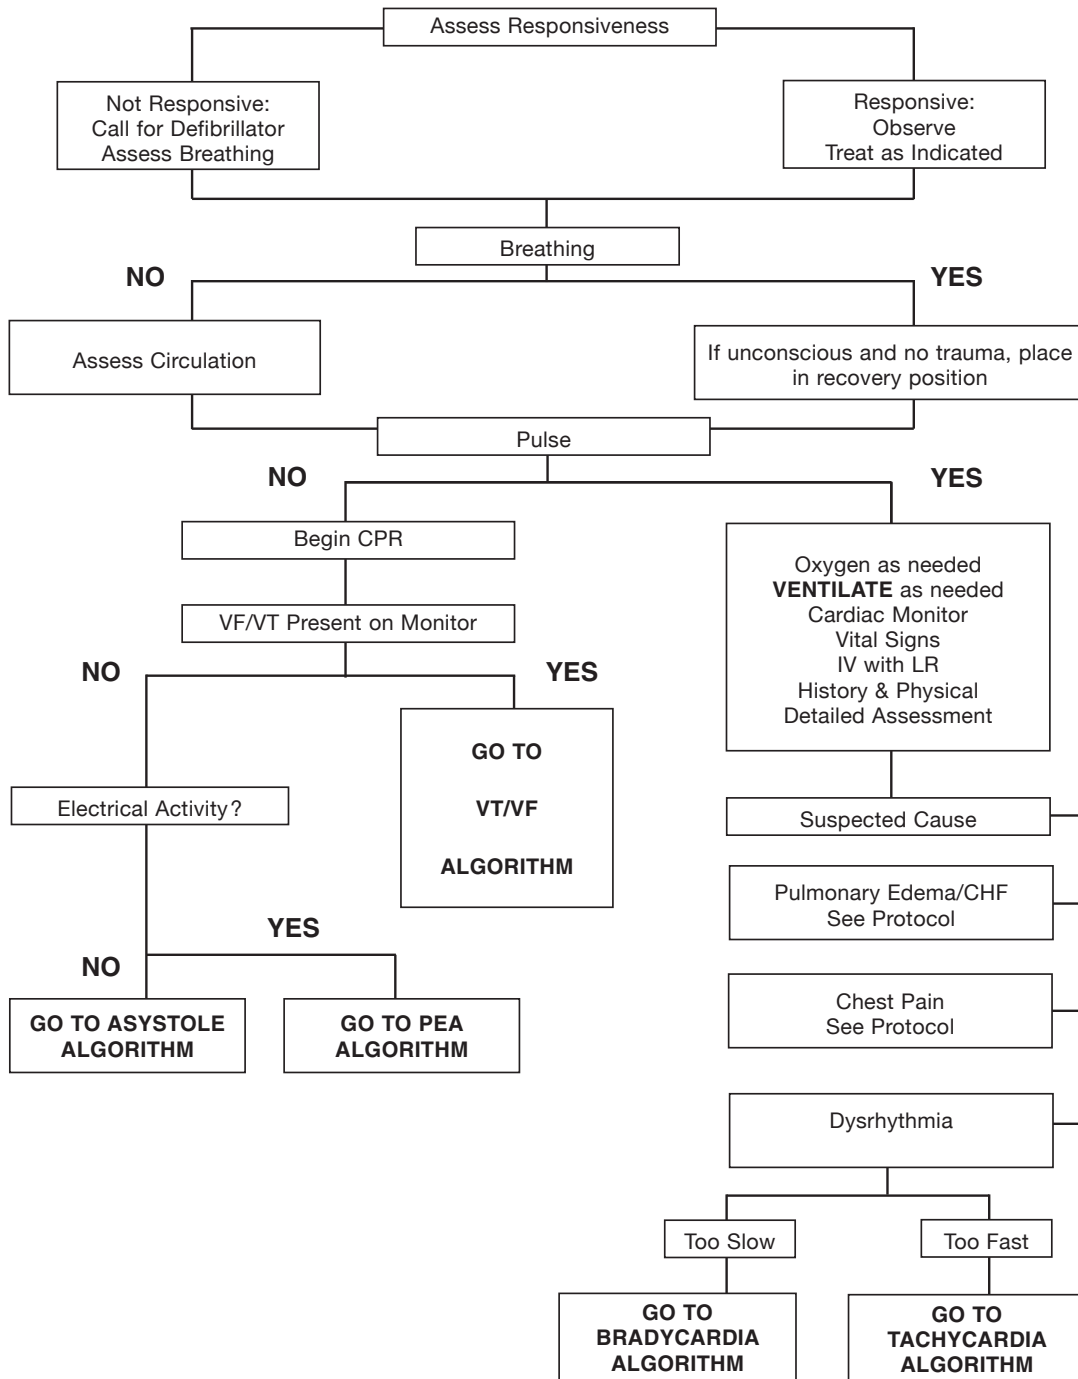 Assess Responsiveness
Not Responsive:
Call for Defibrillator
Assess Breathing
Responsive:
Observe
Treat as Indicated
Breathing
NO
YES
Assess Circulation
If unconscious and no trauma, place
in recovery position
Pulse
NO
YES
Begin CPR
Oxygen as needed
VENTILATE as needed
Cardiac Monitor
Vital Signs
IV with LR
History & Physical
Detailed Assessment
VF/VT Present on Monitor
NO
YES
GO TO
VT/VF
ALGORITHM
Electrical Activity?
Suspected Cause
Pulmonary Edema/CHF
See Protocol
YES
NO
GO TO ASYSTOLE
ALGORITHM
GO TO PEA
ALGORITHM
Chest Pain
See Protocol
Dysrhythmia
Too Slow
Too Fast
GO TO
BRADYCARDIA
ALGORITHM
GO TO
TACHYCARDIA
ALGORITHM